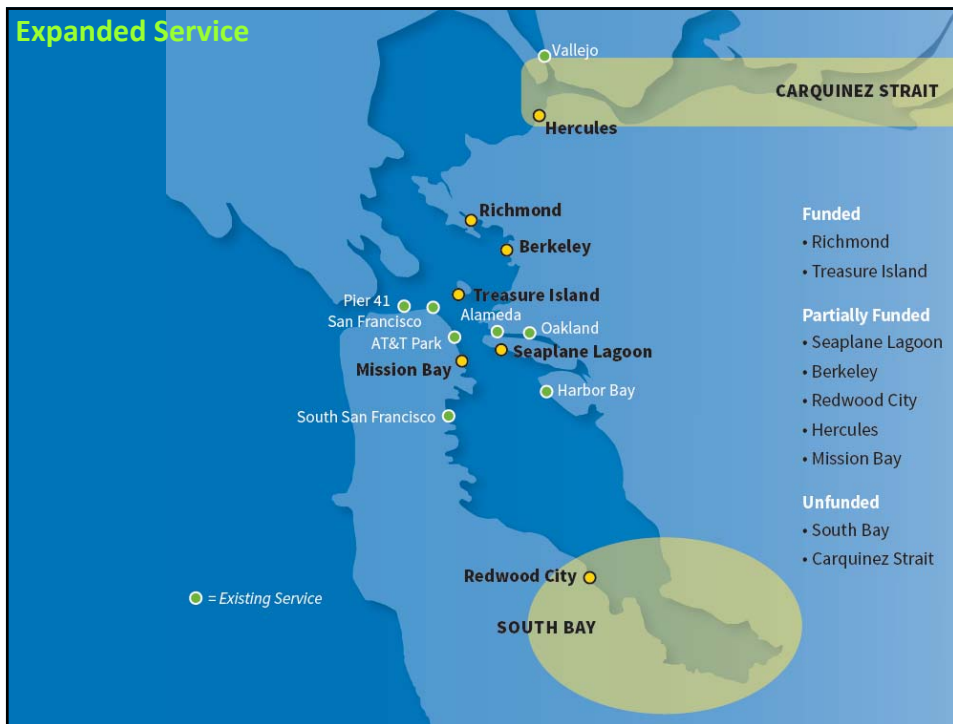 Expanded Service
Vallejo
CARQUINEZ STRAIT
Hercules
Richmond
Berkeley
Treasure Island
Pier 41
San Francisco
Alameda
Oakland
AT&T Park
Seaplane Lagoon
Mission Bay
Harbor Bay
South San Francisco
Redwood City
SOUTH BAY
= Existing Service
Funded
• Richmond
• Treasure Island
Partially Funded
• Seaplane Lagoon
• Berkeley
• Redwood City
• Hercules
• Mission Bay
Unfunded
• South Bay
• Carquinez Strait